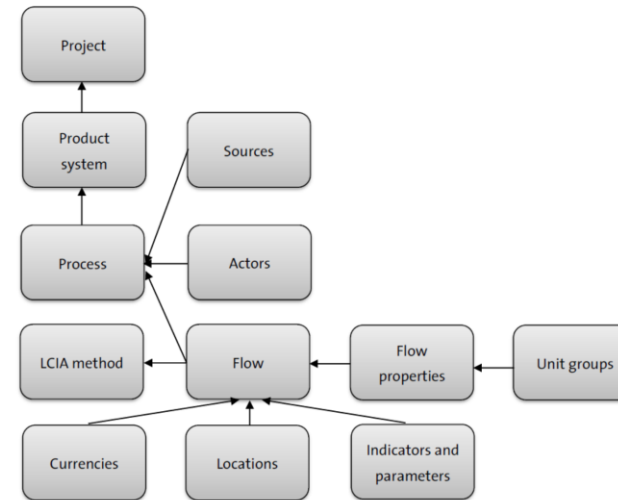 Project
Product
system
Sources
Process
Actors
LCIA method
Flow
Flow
properties
Unit groups
Currencies
Locations
Indicators and
parameters